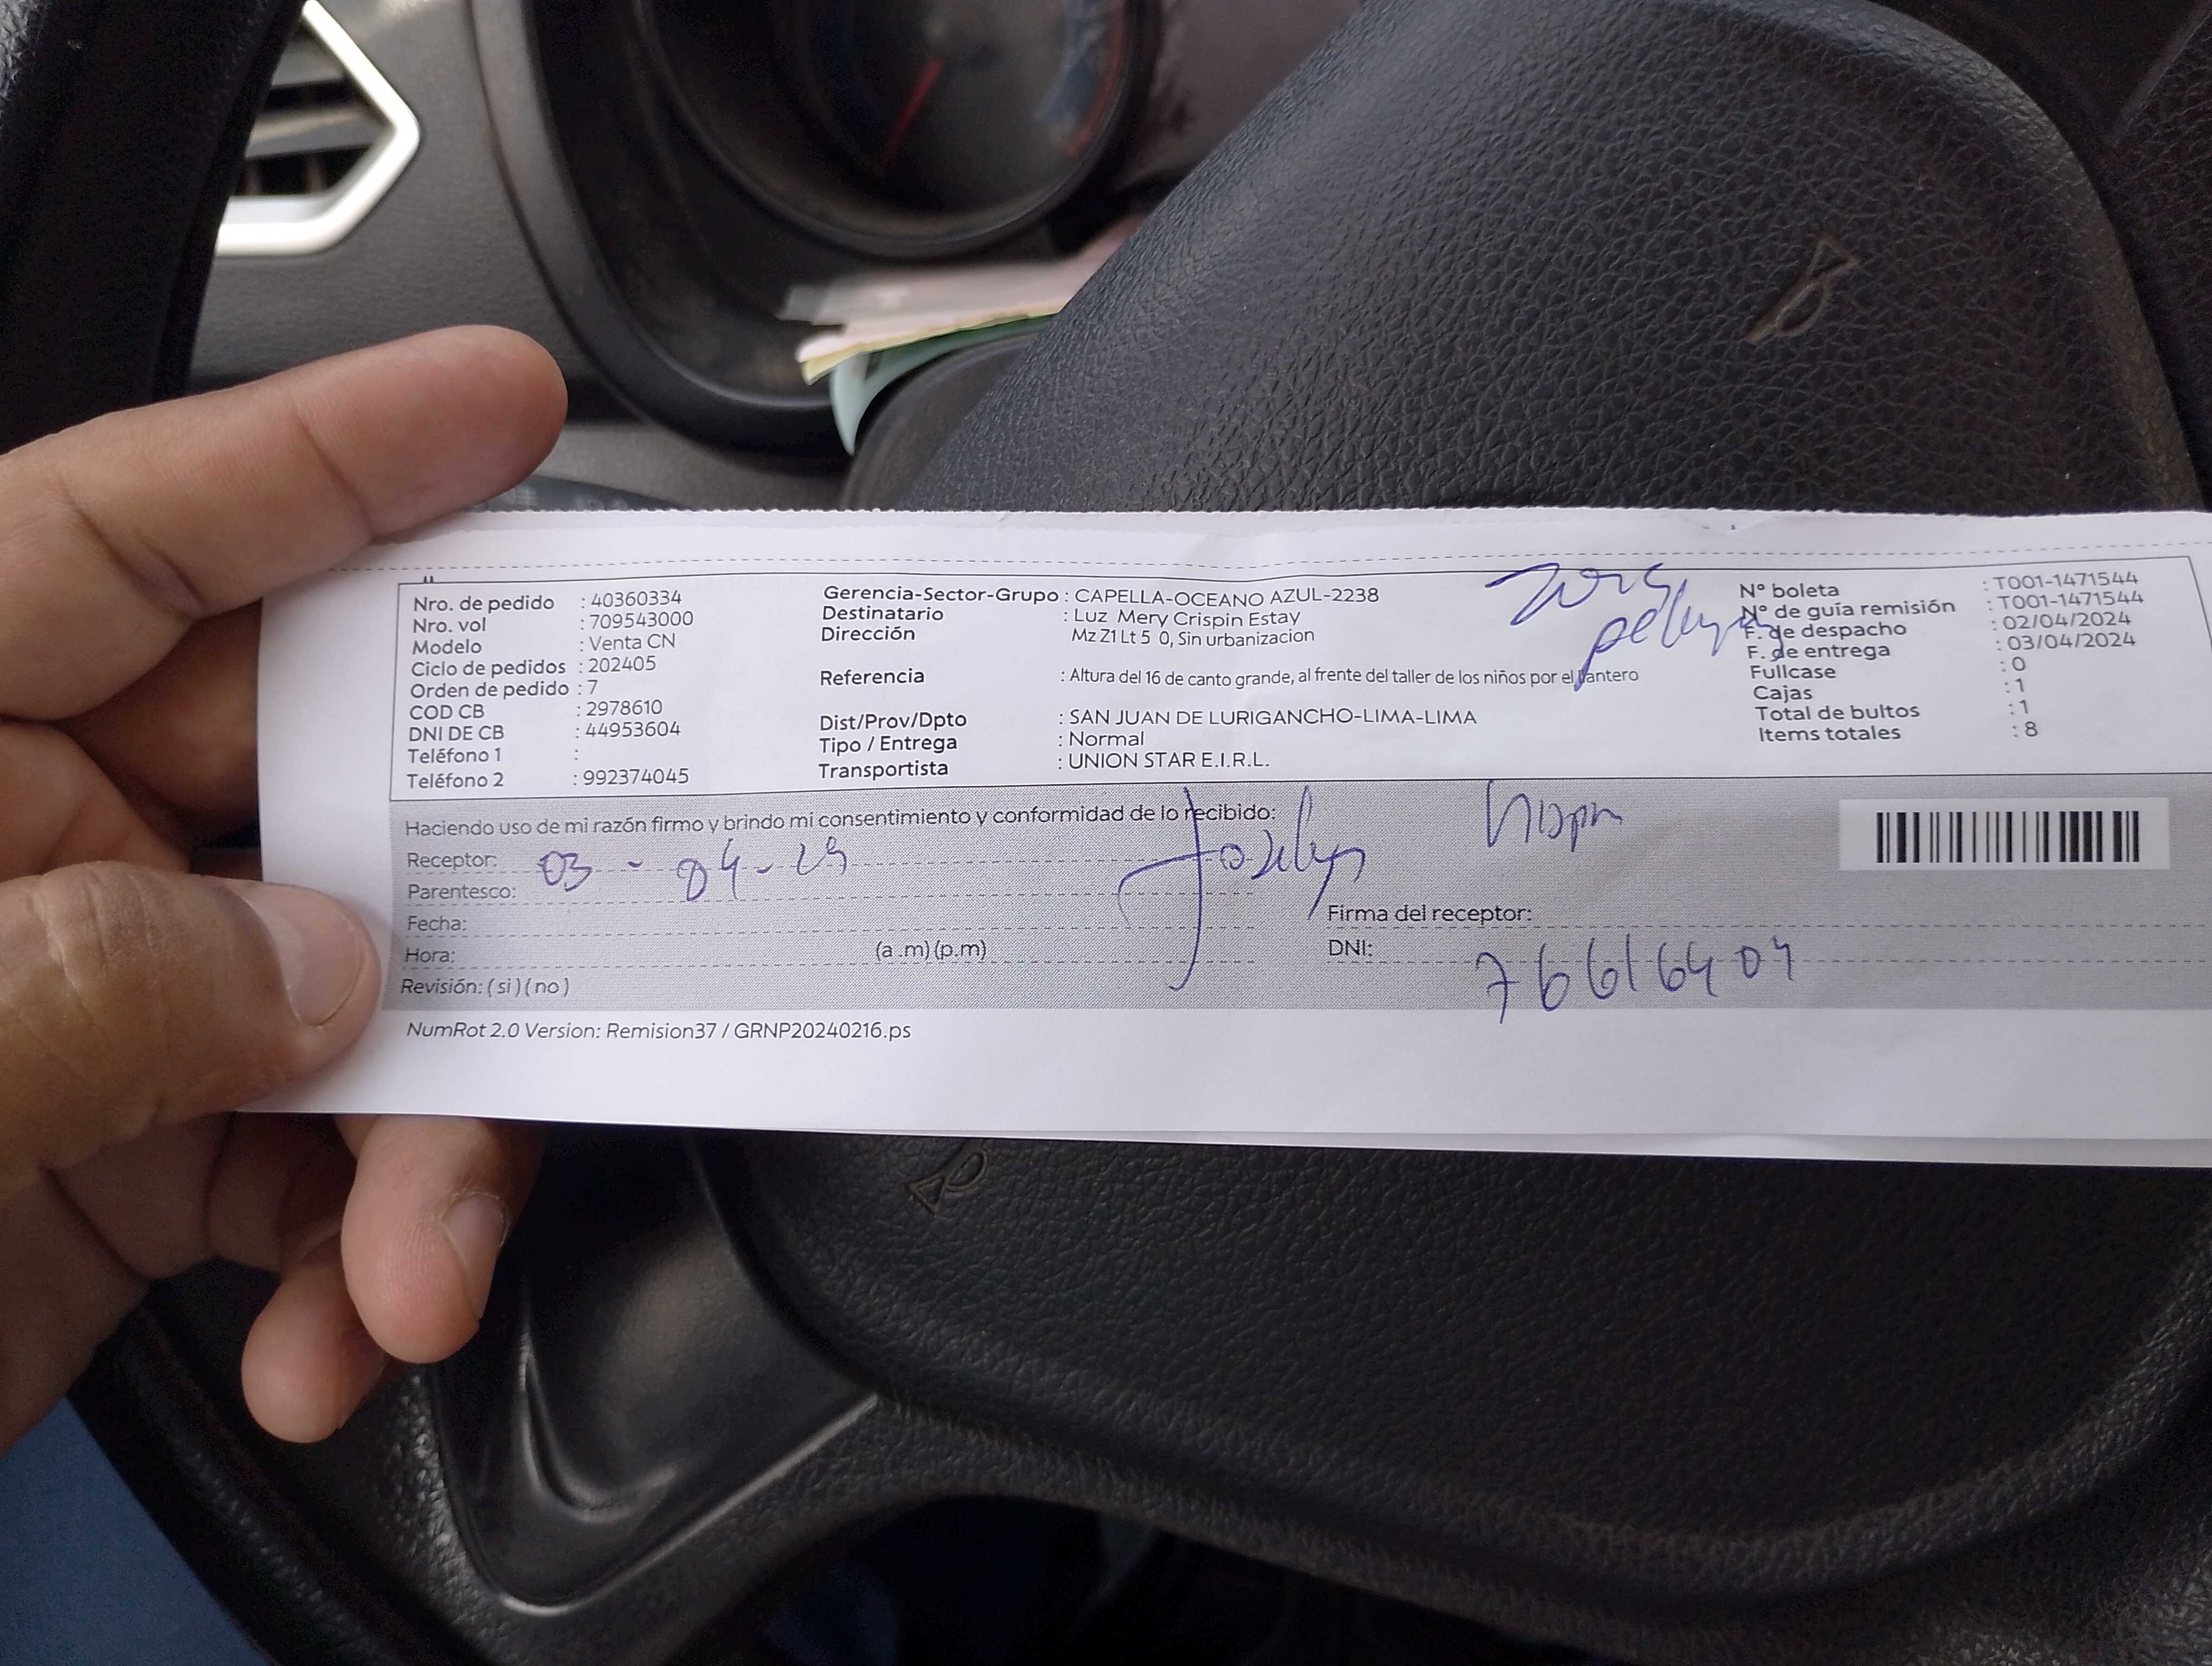 Nro. de pedido : 40360334
Nro. vol : 709543000
Modelo : Venta CN
Ciclo de pedidos : 202405
Orden de pedido : 7
COD CB : 2978610
DNI DE CB : 44953604
Teléfono 1 :
Teléfono 2 : 992374045
Gerencia-Sector-Grupo : CAPELLA-OCEANO AZUL-2238
Destinatario : Luz Mery Crispin Estay
Dirección Mz Z1 Lt 5 0, Sin urbanizacion
Referencia : Altura del 16 de canto grande, al frente del taller de los niños por el
Dist/Prov/Dpto : SAN JUAN DE LURIGANCHO-LIMA-LIMA
Tipo / Entrega : Normal
Transportista : UNION STAR E.I.R.L.
N° boleta : T001-1471544
N° de guía remisión : T001-1471544
F. de despacho : 02/04/2024
F. de entrega : 03/04/2024
Fullcase : 0
Cajas : 1
Total de bultos : 1
Items totales : 8
Haciendo uso de mi razón firmo y brindo mi consentimiento y conformidad de lo recibido:
Receptor: 03 - 04 -
Parentesco:
Fecha:
Hora: (a .m) (p.m)
Revisión: ( si ) ( no )
Firma del receptor:
DNI: 76616404
NumRot 2.0 Version: Remision37 / GRNP20240216.ps